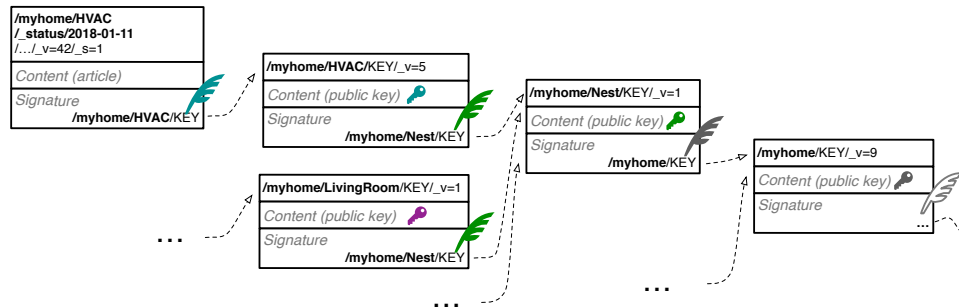 /myhome/HVAC
/_status/2018-01-11
/…/_v=42/_s=1
Content (article)
Signature
/myhome/HVAC/KEY
/myhome/HVAC/KEY/_v=5
Content (public key)
Signature
/myhome/Nest/KEY
/myhome/LivingRoom/KEY/_v=1
Content (public key)
Signature
/myhome/Nest/KEY
/myhome/Nest/KEY/_v=1
Content (public key)
Signature
/myhome/KEY
/myhome/KEY/_v=9
Content (public key)
Signature
...
...
...
...